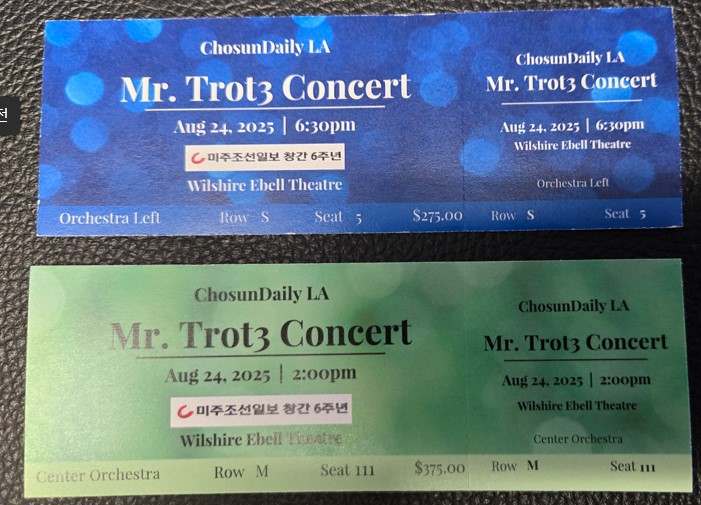 ChosunDaily LA
Mr. Trot3 Concert
Aug 24, 2025 | 6:30pm
미주조선일보 창간 6주년
Wilshire Ebell Theatre
Orchestra Left Row S Seat 5 $275.00
ChosunDaily LA
Mr. Trot3 Concert
Aug 24, 2025 | 6:30pm
Wilshire Ebell Theatre
Orchestra Left
Row S Seat 5
ChosunDaily LA
Mr. Trot3 Concert
Aug 24, 2025 | 2:00pm
미주조선일보 창간 6주년
Wilshire Ebell Theatre
Center Orchestra Row M Seat 111 $375.00
ChosunDaily LA
Mr. Trot3 Concert
Aug 24, 2025 | 2:00pm
Wilshire Ebell Theatre
Center Orchestra
Row M Seat 111